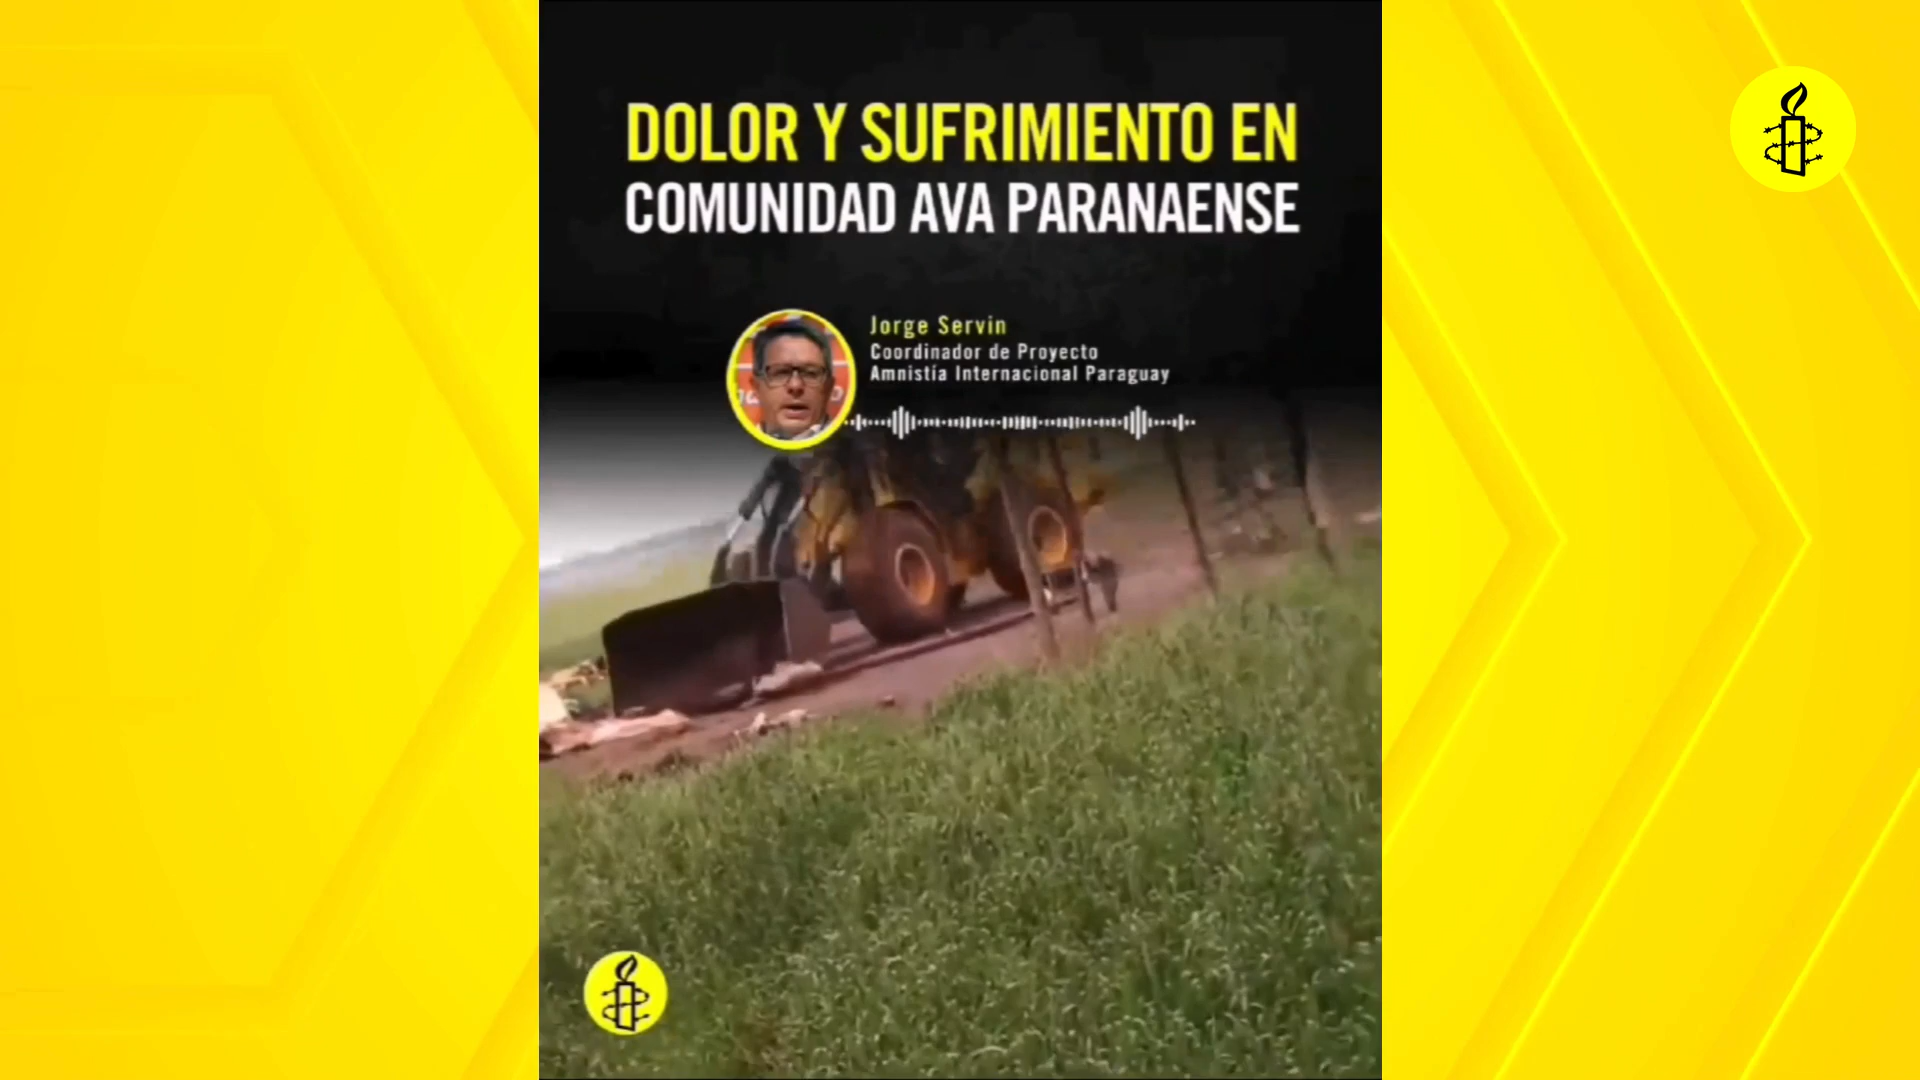 DOLOR Y SUFRIMIENTO EN
COMUNIDAD AVA PARANAENSE
Jorge Servin
Coordinador de Proyecto
Amnistía Internacional Paraguay